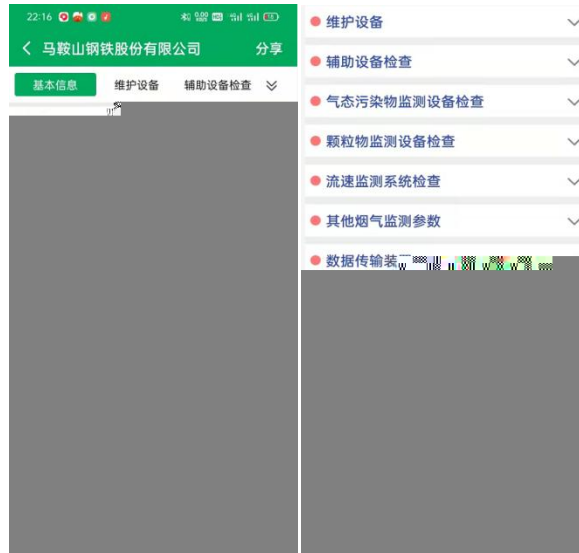 22:16
马鞍山钢铁股份有限公司
分享
基本信息 维护设备 辅助设备检查
维护设备
辅助设备检查
气态污染物监测设备检查
颗粒物监测设备检查
流速监测系统检查
其他烟气监测参数
数据传输装